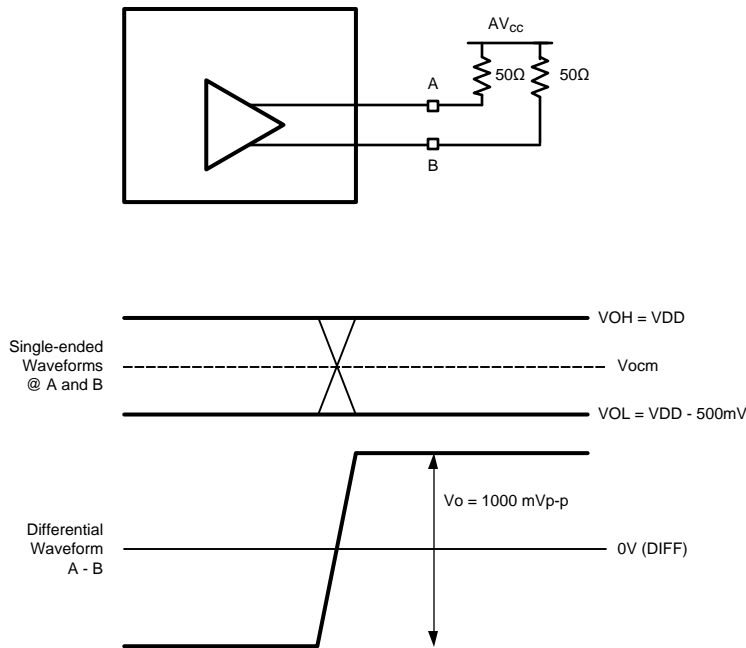 AVcc
50Ω
50Ω
A
B
VOH = VDD
Single-ended
Waveforms
@ A and B
Vocm
VOL = VDD - 500mV
Vo = 1000 mVp-p
Differential
Waveform
A - B
0V (DIFF)